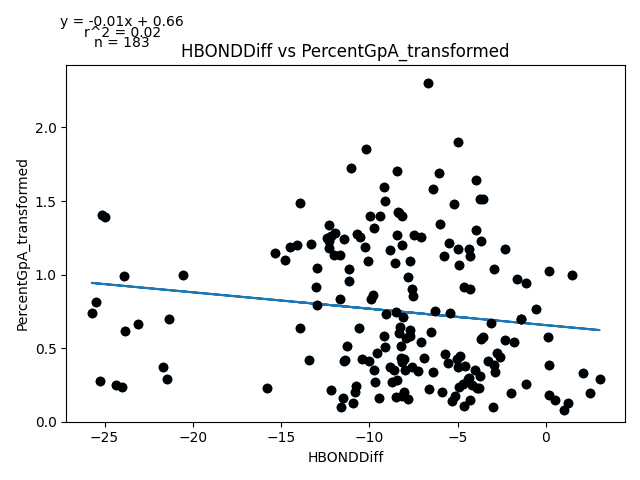 y = -0.01x + 0.66
r^2 = 0.02
n = 183
HBONDDiff vs PercentGpA_transformed
PercentGpA_transformed
2.0
1.5
1.0
0.5
0.0
−25
−20
−15
−10
−5
0
HBONDDiff